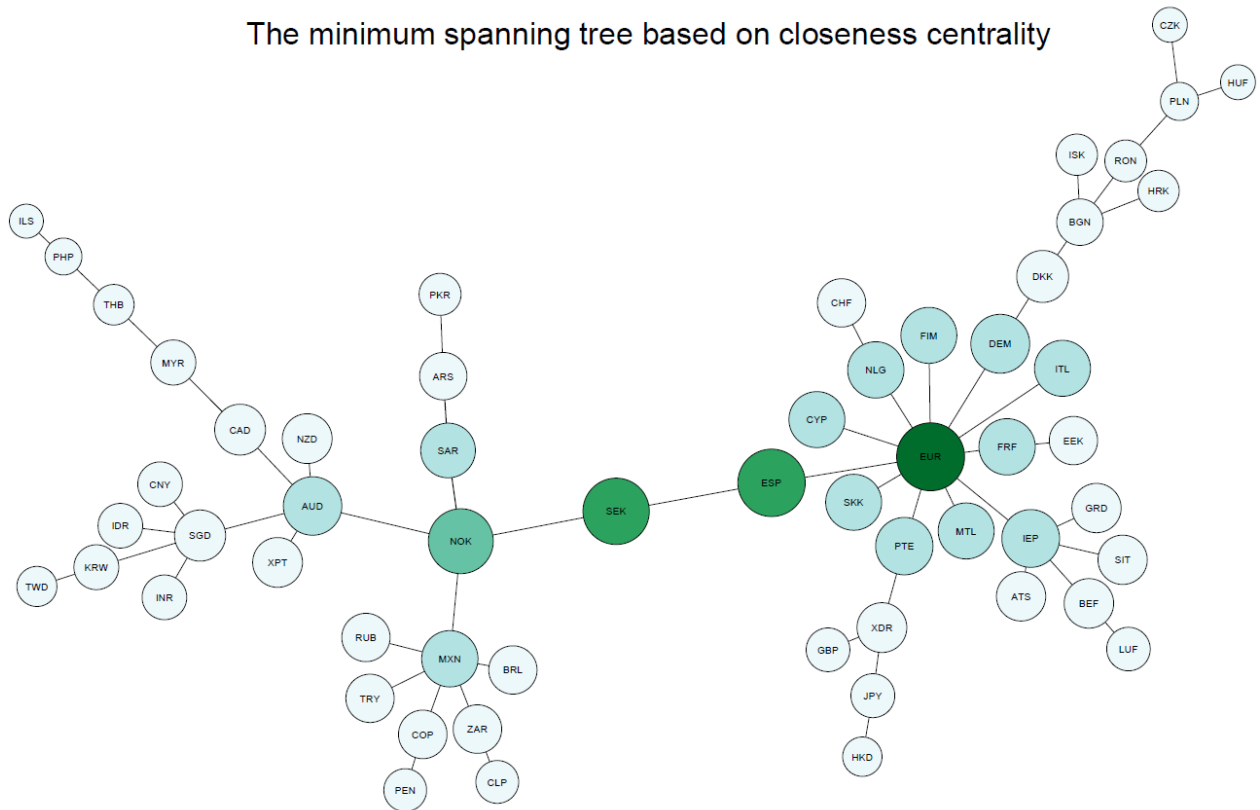 The minimum spanning tree based on closeness centrality
CZK
HUF
PLN
ISK
RON
HRK
ILS
BGN
PHP
DKK
PKR
THB
CHF
FIM
DEM
MYR
ITL
NLG
ARS
CYP
CAD
NZD
EEK
FRF
SAR
EUR
ESP
CNY
GRD
SKK
AUD
SEK
IDR
MTL
SGD
IEP
NOK
PTE
SIT
XPT
KRW
TWD
INR
ATS
BEF
XDR
RUB
GBP
LUF
MXN
BRL
JPY
TRY
ZAR
COP
HKD
CLP
PEN